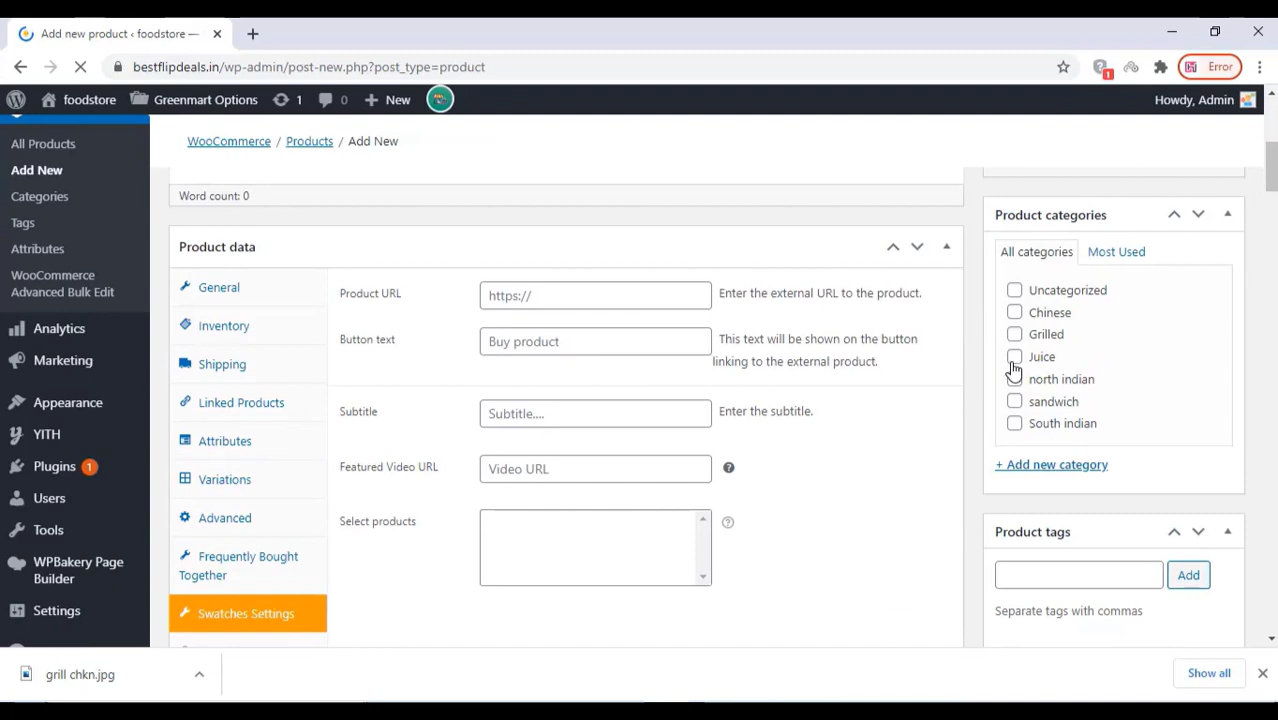 Add new product ‹ foodstore —
bestflipdeals.in/wp-admin/post-new.php?post_type=product
1
Error
foodstore
Greenmart Options
1
0
New
Howdy, Admin
All Products
Add New
Categories
Tags
Attributes
WooCommerce
Advanced Bulk Edit
Analytics
Marketing
Appearance
YITH
Plugins 1
Users
Tools
WPBakery Page
Builder
Settings
WooCommerce / Products / Add New
Word count: 0
Product data
General
Inventory
Shipping
Linked Products
Attributes
Variations
Advanced
Frequently Bought
Together
Swatches Settings
Product URL
https://
Enter the external URL to the product.
Button text
Buy product
This text will be shown on the button
linking to the external product.
Subtitle
Subtitle....
Enter the subtitle.
Featured Video URL
Video URL
?
Select products
?
Product categories
All categories
Most Used
Uncategorized
Chinese
Grilled
Juice
north indian
sandwich
South indian
+ Add new category
Product tags
Add
Separate tags with commas
grill chkn.jpg
Show all